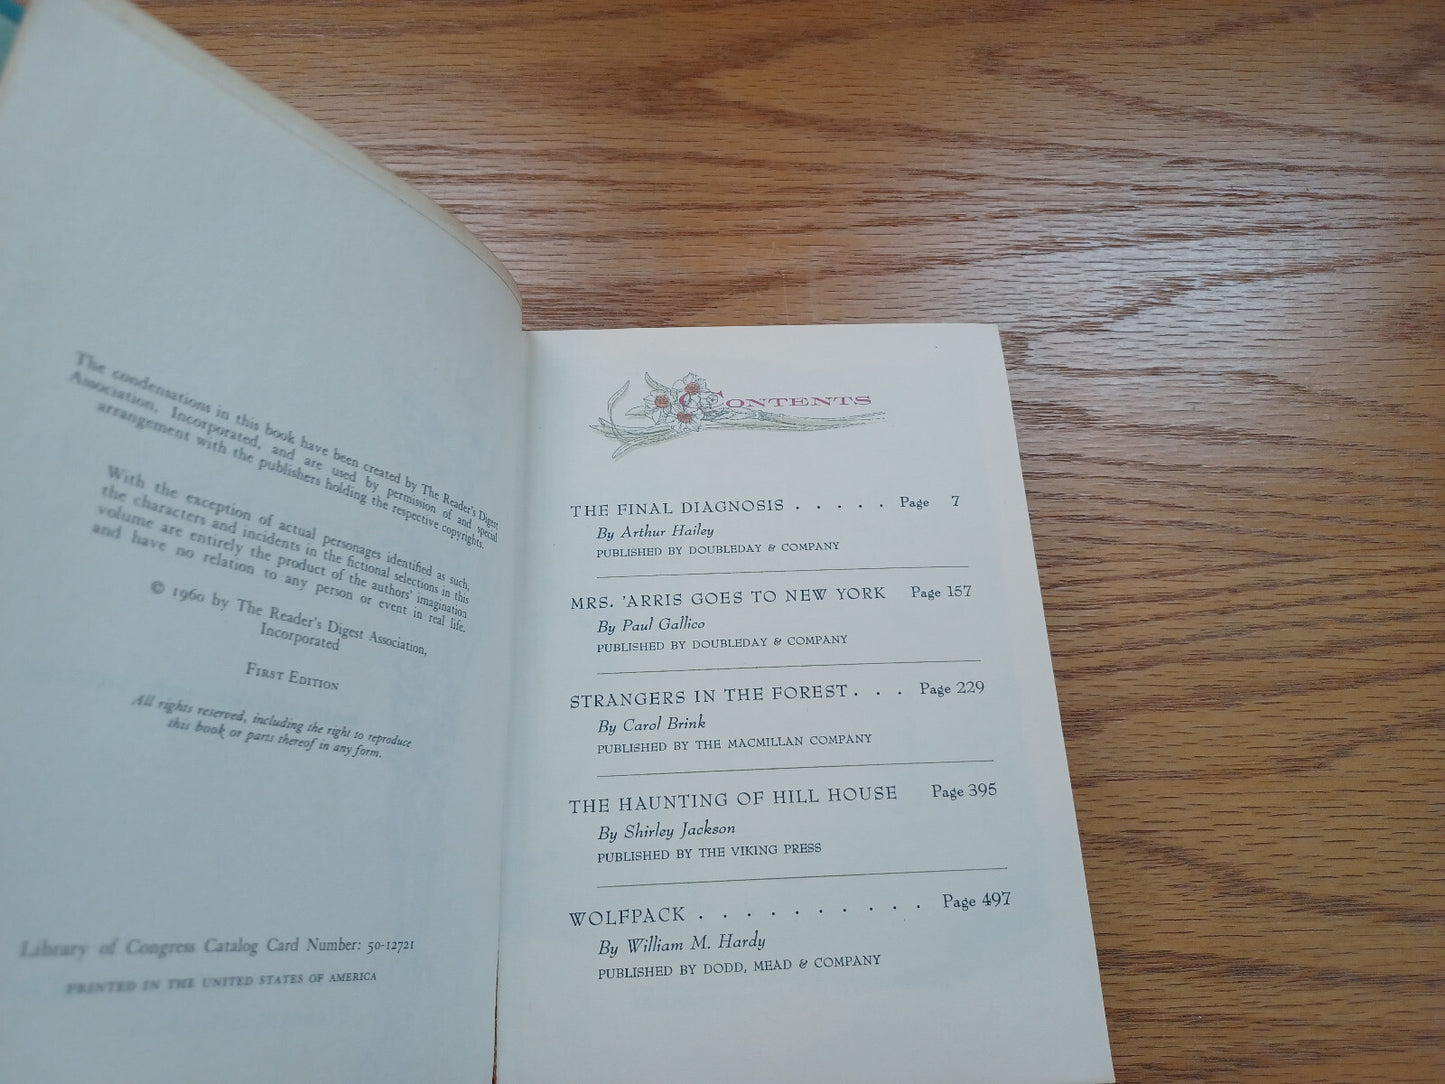 The condensations in this book have been created by The Reader's Digest
Association, Incorporated, and are used by permission of and special
arrangement with the publishers holding the respective copyrights.
With the exception of actual personages identified as such,
the characters and incidents in the fictional selections in this
volume are entirely the product of the authors' imagination
and have no relation to any person or event in real life.
© 1960 by The Reader's Digest Association,
Incorporated
First Edition
All rights reserved, including the right to reproduce
this book or parts thereof in any form.
Library of Congress Catalog Card Number: 50-12721
PRINTED IN THE UNITED STATES OF AMERICA
CONTENTS
THE FINAL DIAGNOSIS . . . . . Page 7
By Arthur Hailey
PUBLISHED BY DOUBLEDAY & COMPANY
MRS. 'ARRIS GOES TO NEW YORK Page 157
By Paul Gallico
PUBLISHED BY DOUBLEDAY & COMPANY
STRANGERS IN THE FOREST . . . Page 229
By Carol Brink
PUBLISHED BY THE MACMILLAN COMPANY
THE HAUNTING OF HILL HOUSE Page 395
By Shirley Jackson
PUBLISHED BY THE VIKING PRESS
WOLFPACK . . . . . . . . . . Page 497
By William M. Hardy
PUBLISHED BY DODD, MEAD & COMPANY